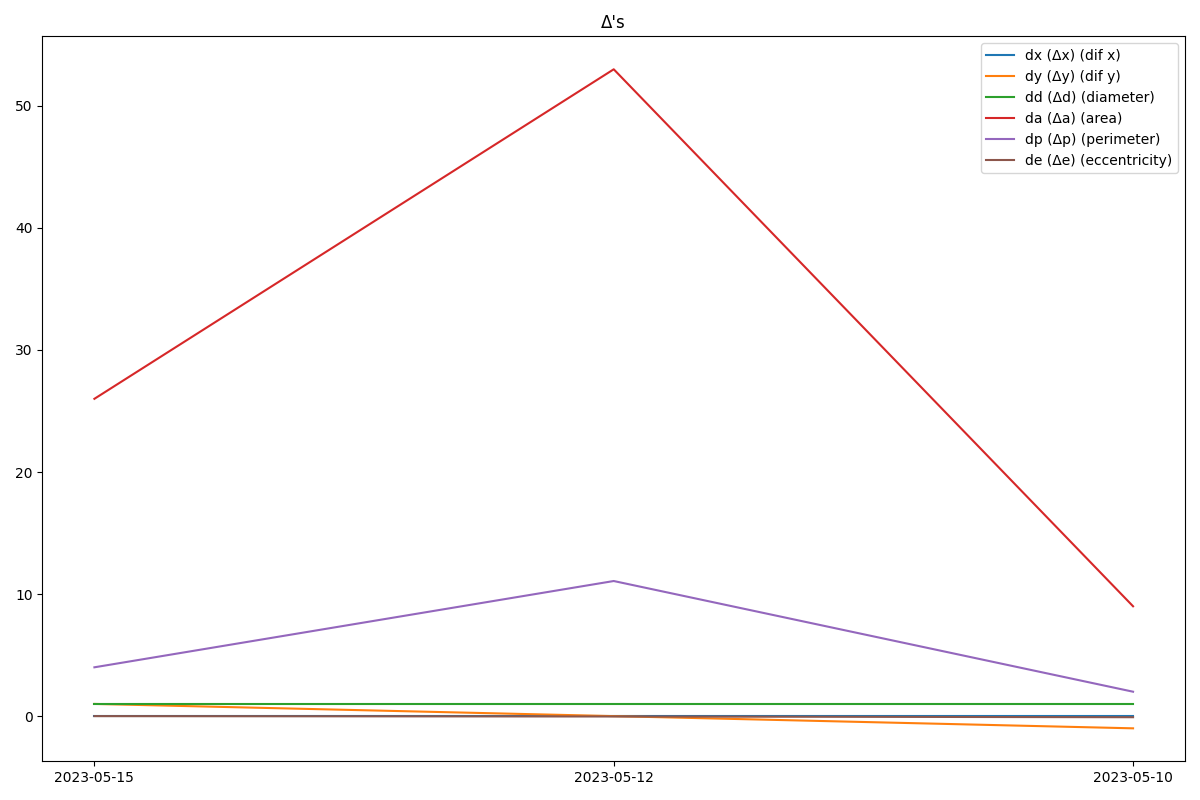 Δ's
dx (Δx) (dif x)
dy (Δy) (dif y)
dd (Δd) (diameter)
da (Δa) (area)
dp (Δp) (perimeter)
de (Δe) (eccentricity)
50
40
30
20
10
0
2023-05-15
2023-05-12
2023-05-10